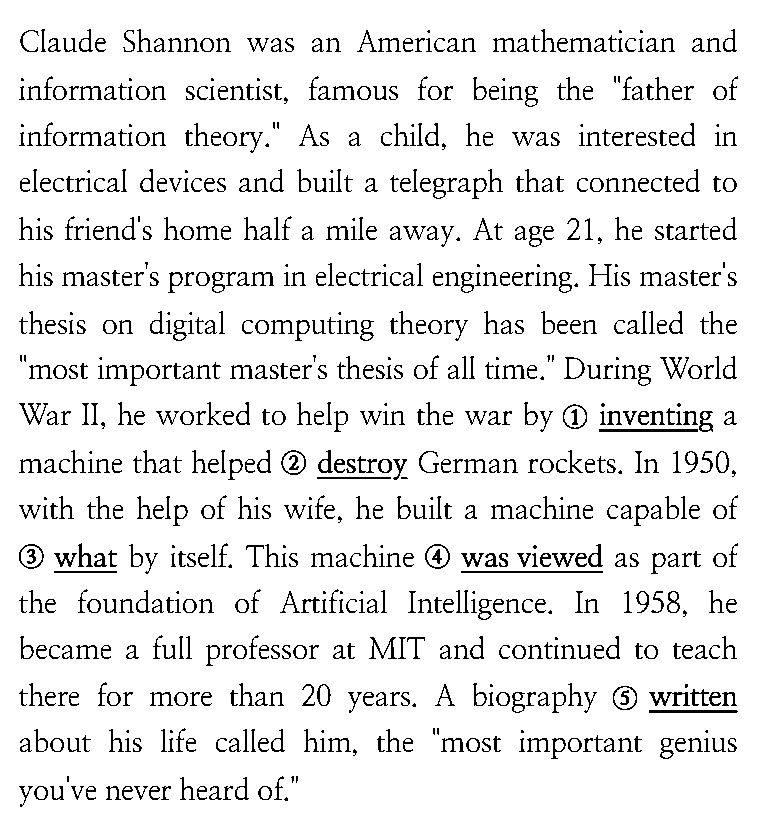 Claude Shannon was an American mathematician and
information scientist, famous for being the "father of
information theory." As a child, he was interested in
electrical devices and built a telegraph that connected to
his friend's home half a mile away. At age 21, he started
his master's program in electrical engineering. His master's
thesis on digital computing theory has been called the
"most important master's thesis of all time." During World
War II, he worked to help win the war by ① inventing a
machine that helped ② destroy German rockets. In 1950,
with the help of his wife, he built a machine capable of
③ what by itself. This machine ④ was viewed as part of
the foundation of Artificial Intelligence. In 1958, he
became a full professor at MIT and continued to teach
there for more than 20 years. A biography ⑤ written
about his life called him, the "most important genius
you've never heard of."